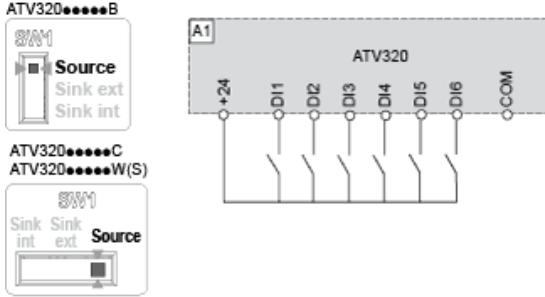 ATV320●●●●●B
SW1
Source
Sink ext
Sink int
ATV320●●●●●C
ATV320●●●●●W(S)
SW1
Sink int
Sink ext
Source
A1
ATV320
+24
DI1
DI2
DI3
DI4
DI5
DI6
COM